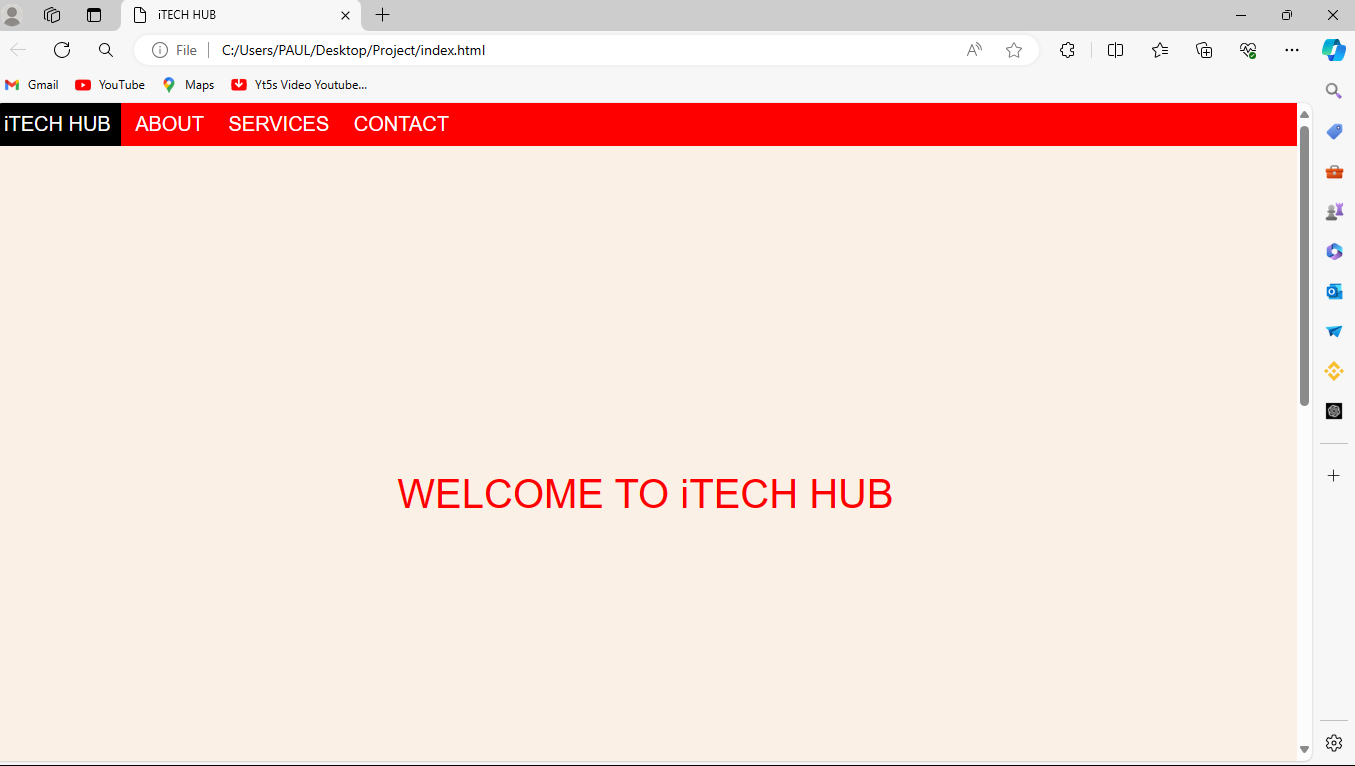 iTECH HUB
File C:/Users/PAUL/Desktop/Project/index.html
Gmail YouTube Maps Yt5s Video Youtube...
iTECH HUB ABOUT SERVICES CONTACT
WELCOME TO iTECH HUB